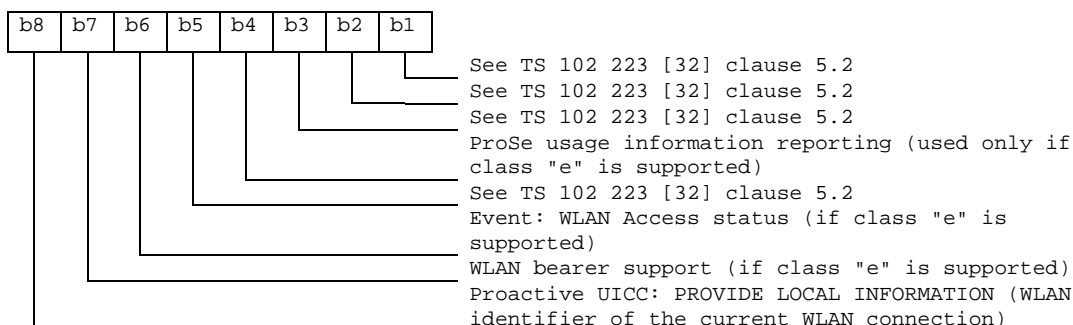 b8 b7 b6 b5 b4 b3 b2 b1
See TS 102 223 [32] clause 5.2
See TS 102 223 [32] clause 5.2
See TS 102 223 [32] clause 5.2
ProSe usage information reporting (used only if
class "e" is supported)
See TS 102 223 [32] clause 5.2
Event: WLAN Access status (if class "e" is
supported)
WLAN bearer support (if class "e" is supported)
Proactive UICC: PROVIDE LOCAL INFORMATION (WLAN
identifier of the current WLAN connection)